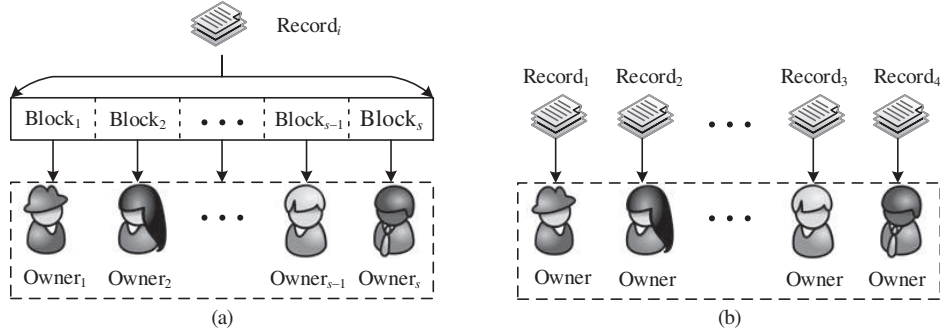 Record_i
Block_1 Block_2 • • • Block_{s–1} Block_s
• • •
Owner_1 Owner_2 Owner_{s–1} Owner_s
(a)
Record_1 Record_2 Record_3 Record_4
• • •
• • •
Owner Owner Owner Owner
(b)